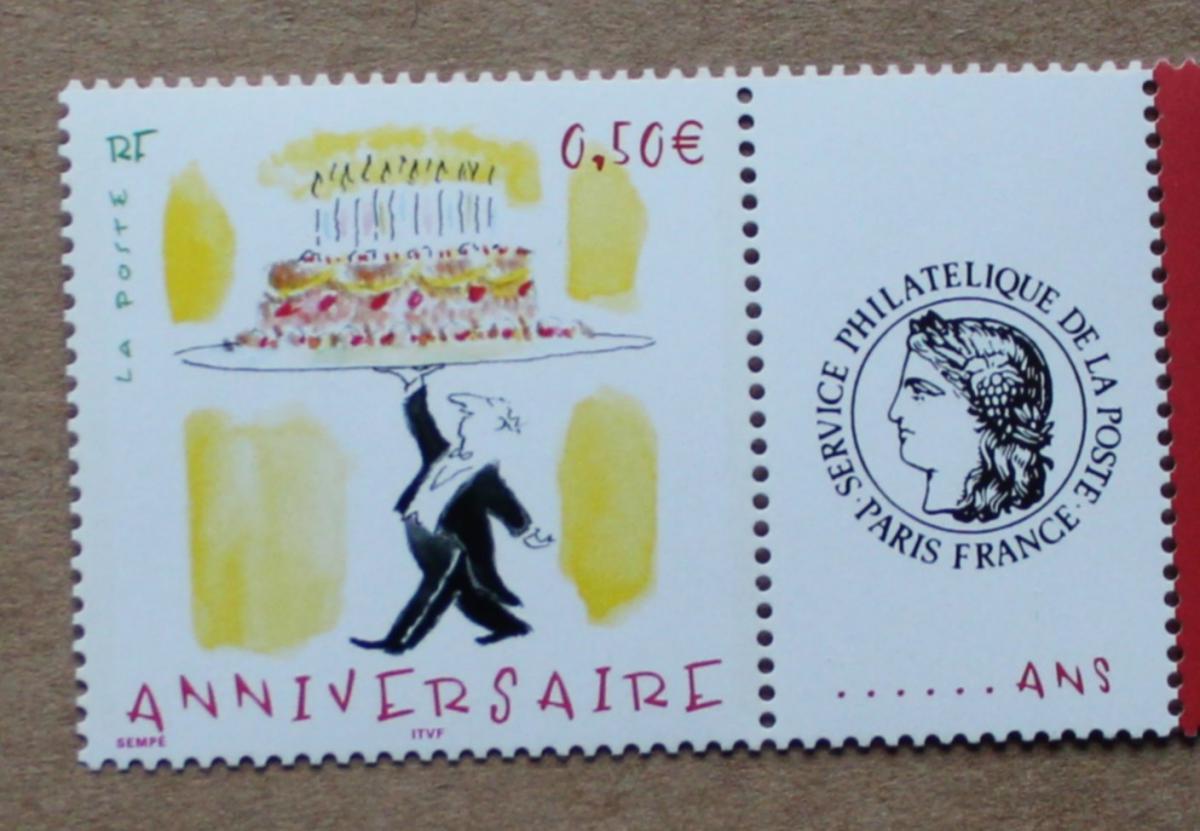 RF
LA POSTE
0,50€
ANNIVERSAIRE
SEMPÉ
ITVF
SERVICE PHILATELIQUE DE LA POSTE
· PARIS FRANCE ·
......ANS